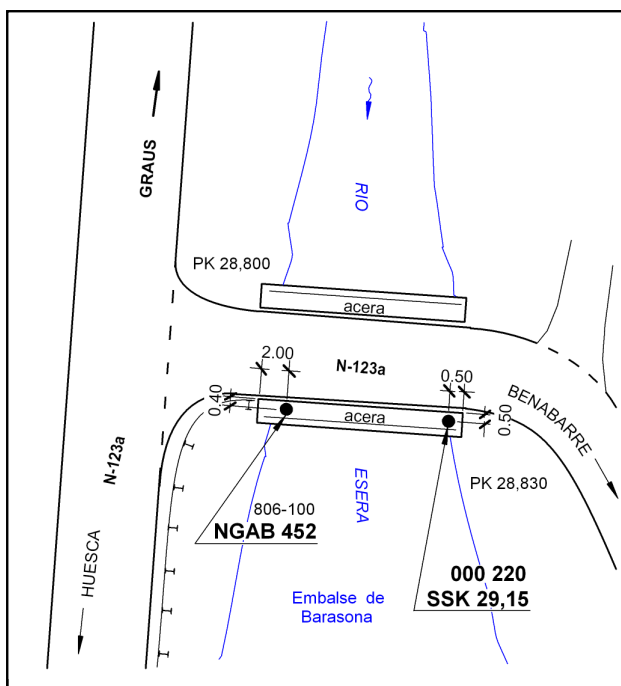 GRAUS
RIO
PK 28,800
acera
2.00
N-123a
0.50
0.40
acera
0.50
BENABARRE
N-123a
ESERA
PK 28,830
806-100
NGAB 452
000 220
SSK 29,15
HUESCA
Embalse de
Barasona